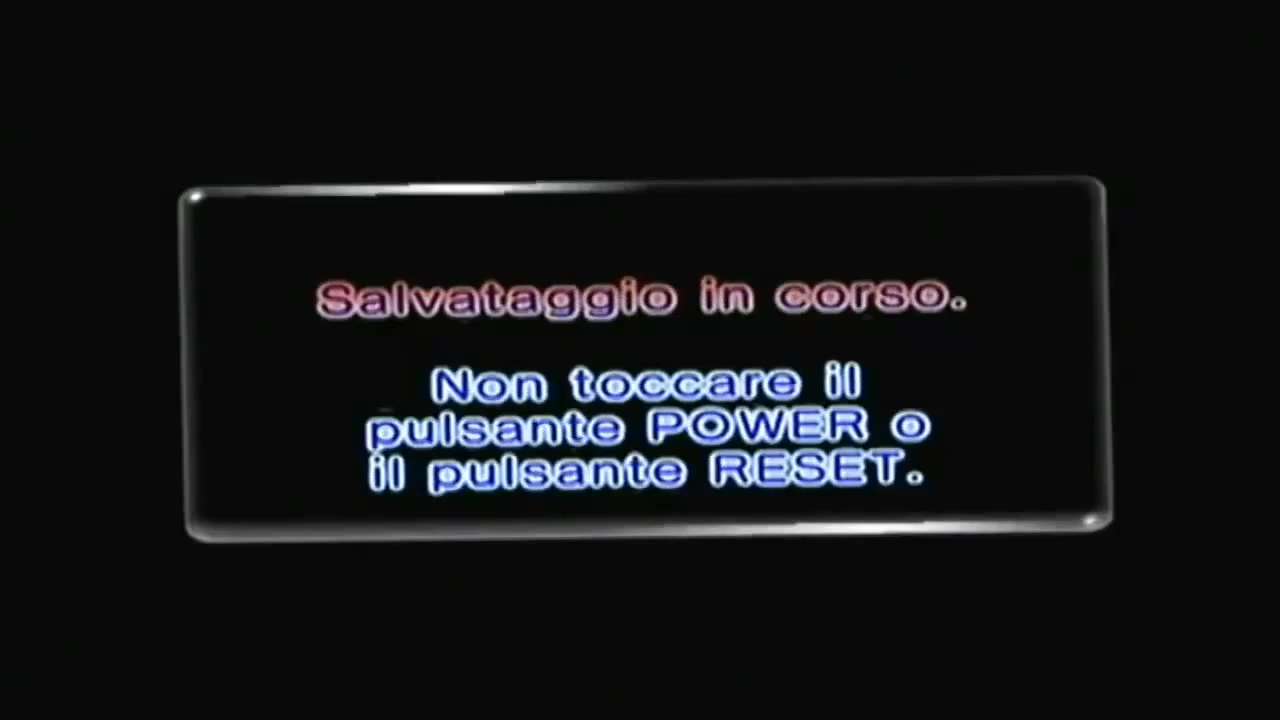 Salvataggio in corso.
Non toccare il
pulsante POWER o
il pulsante RESET.